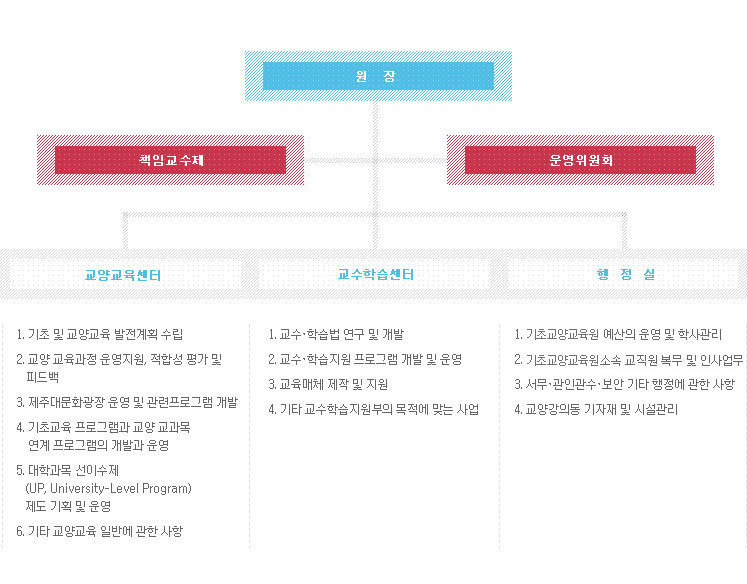 원 장
책임교수제
운영위원회
교양교육센터
교수학습센터
행 정 실
1. 기초 및 교양교육 발전계획 수립
2. 교양 교육과정 운영지원, 적합성 평가 및
피드백
3. 제주대문화광장 운영 및 관련프로그램 개발
4. 기초교육 프로그램과 교양 교과목
연계 프로그램의 개발과 운영
5. 대학과목 선이수제
(UP, University-Level Program)
제도 기획 및 운영
6. 기타 교양교육 일반에 관한 사항
1. 교수·학습법 연구 및 개발
2. 교수·학습지원 프로그램 개발 및 운영
3. 교육매체 제작 및 지원
4. 기타 교수학습지원부의 목적에 맞는 사업
1. 기초교양교육원 예산의 운영 및 학사관리
2. 기초교양교육원소속 교직원 복무 및 인사업무
3. 서무·관인관수·보안 기타 행정에 관한 사항
4. 교양강의동 기자재 및 시설관리